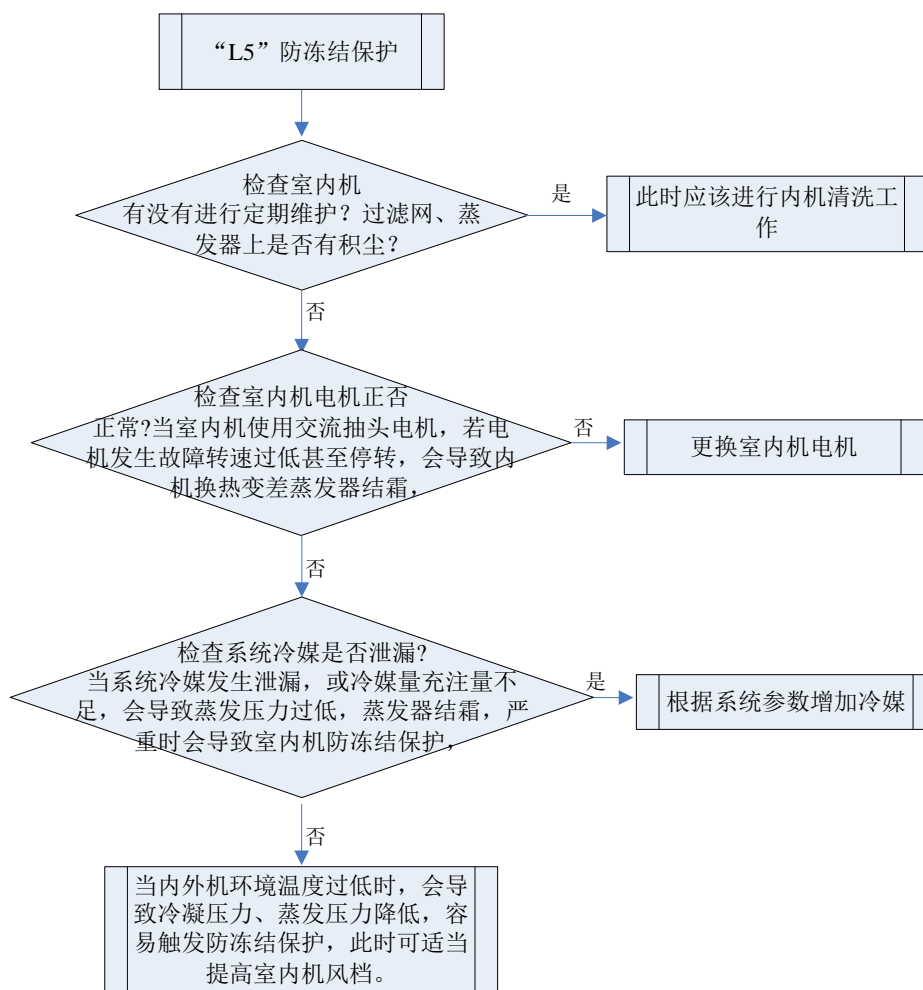 “L5”防冻结保护
检查室内机
有没有进行定期维护？过滤网、蒸
发器上是否有积尘？
是
此时应该进行内机清洗工
作
否
检查室内机电机正否
正常?当室内机使用交流抽头电机，若电
机发生故障转速过低甚至停转，会导致内
机换热变差蒸发器结霜，
否
更换室内机电机
否
检查系统冷媒是否泄漏?
当系统冷媒发生泄漏，或冷媒量充注量不
足，会导致蒸发压力过低，蒸发器结霜，严
重时会导致室内机防冻结保护，
是
根据系统参数增加冷媒
否
当内外机环境温度过低时，会导
致冷凝压力、蒸发压力降低，容
易触发防冻结保护，此时可适当
提高室内机风档。